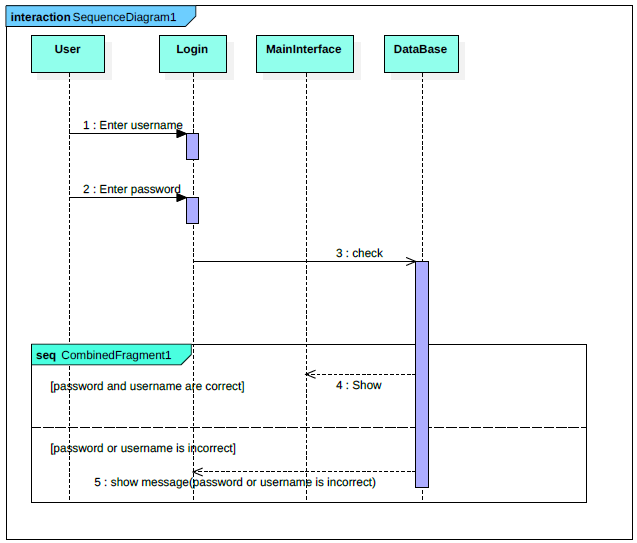 interaction SequenceDiagram1
User
Login
MainInterface
DataBase
1 : Enter username
2 : Enter password
3 : check
seq CombinedFragment1
4 : Show
[password and username are correct]
[password or username is incorrect]
5 : show message(password or username is incorrect)